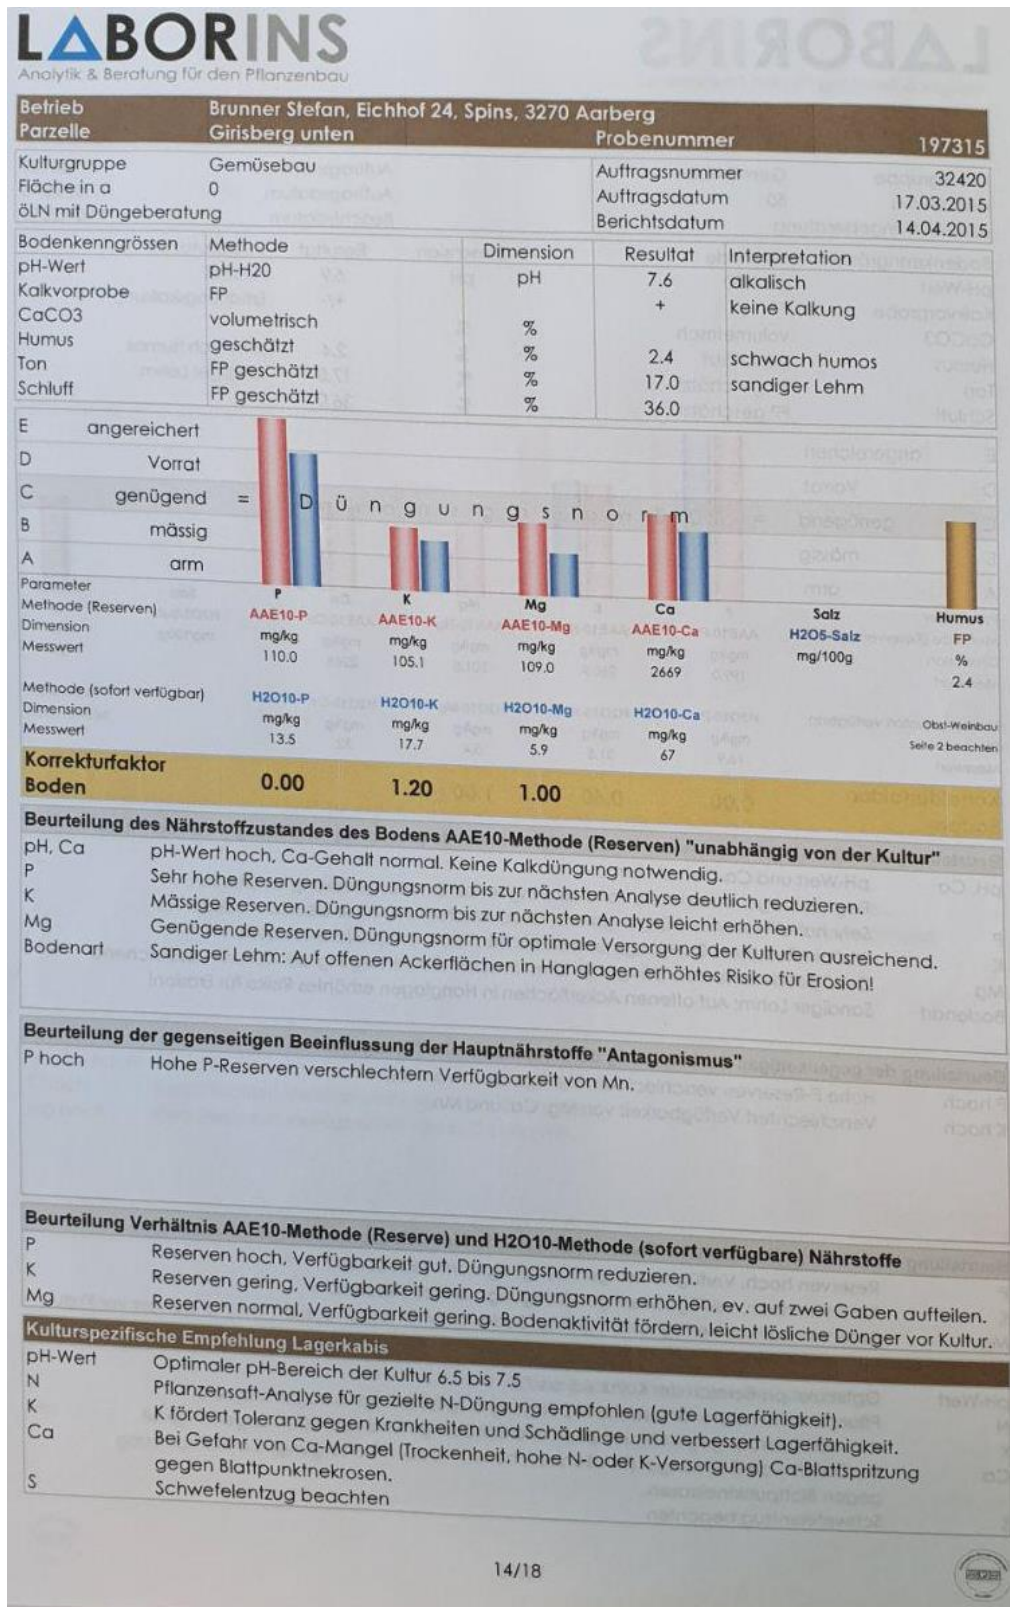 LABORINS
Analytik & Beratung für den Pflanzenbau
Betrieb Brunner Stefan, Eichhof 24, Spins, 3270 Aarberg
Parzelle Girisberg unten Probenummer 197315
Kulturgruppe Gemüsebau Auftragsnummer 32420
Fläche in a 0 Auftragsdatum 17.03.2015
öLN mit Düngeberatung Berichtsdatum 14.04.2015
Bodenkenngrössen Methode Dimension Resultat Interpretation
pH-Wert pH-H20 pH 7.6 alkalisch
Kalkvorprobe FP + keine Kalkung
CaCO3 volumetrisch %
Humus geschätzt % 2.4 schwach humos
Ton FP geschätzt % 17.0 sandiger Lehm
Schluff FP geschätzt % 36.0
E angereichert
D Vorrat
C genügend = Düngungsnorm
B mässig
A arm
Parameter P K Mg Ca Salz Humus
Methode (Reserven) AAE10-P AAE10-K AAE10-Mg AAE10-Ca H2O5-Salz FP
Dimension mg/kg mg/kg mg/kg mg/kg mg/100g %
Messwert 110.0 105.1 109.0 2669 2.4
Methode (sofort verfügbar) H2O10-P H2O10-K H2O10-Mg H2O10-Ca Obst-Weinbau
Dimension mg/kg mg/kg mg/kg mg/kg Seite 2 beachten
Messwert 13.5 17.7 5.9 67
Korrekturfaktor
Boden 0.00 1.20 1.00
Beurteilung des Nährstoffzustandes des Bodens AAE10-Methode (Reserven) "unabhängig von der Kultur"
pH, Ca pH-Wert hoch, Ca-Gehalt normal. Keine Kalkdüngung notwendig.
P Sehr hohe Reserven. Düngungsnorm bis zur nächsten Analyse deutlich reduzieren.
K Mässige Reserven. Düngungsnorm bis zur nächsten Analyse leicht erhöhen.
Mg Genügende Reserven. Düngungsnorm für optimale Versorgung der Kulturen ausreichend.
Bodenart Sandiger Lehm: Auf offenen Ackerflächen in Hanglagen erhöhtes Risiko für Erosion!
Beurteilung der gegenseitigen Beeinflussung der Hauptnährstoffe "Antagonismus"
P hoch Hohe P-Reserven verschlechtern Verfügbarkeit von Mn.
Beurteilung Verhältnis AAE10-Methode (Reserve) und H2O10-Methode (sofort verfügbare) Nährstoffe
P Reserven hoch, Verfügbarkeit gut. Düngungsnorm reduzieren.
K Reserven gering, Verfügbarkeit gering. Düngungsnorm erhöhen, ev. auf zwei Gaben aufteilen.
Mg Reserven normal, Verfügbarkeit gering. Bodenaktivität fördern, leicht lösliche Dünger vor Kultur.
Kulturspezifische Empfehlung Lagerkabis
pH-Wert Optimaler pH-Bereich der Kultur 6.5 bis 7.5
N Pflanzensaft-Analyse für gezielte N-Düngung empfohlen (gute Lagerfähigkeit).
K K fördert Toleranz gegen Krankheiten und Schädlinge und verbessert Lagerfähigkeit.
Ca Bei Gefahr von Ca-Mangel (Trockenheit, hohe N- oder K-Versorgung) Ca-Blattspritzung
gegen Blattpunktnekrosen.
S Schwefelentzug beachten
14/18